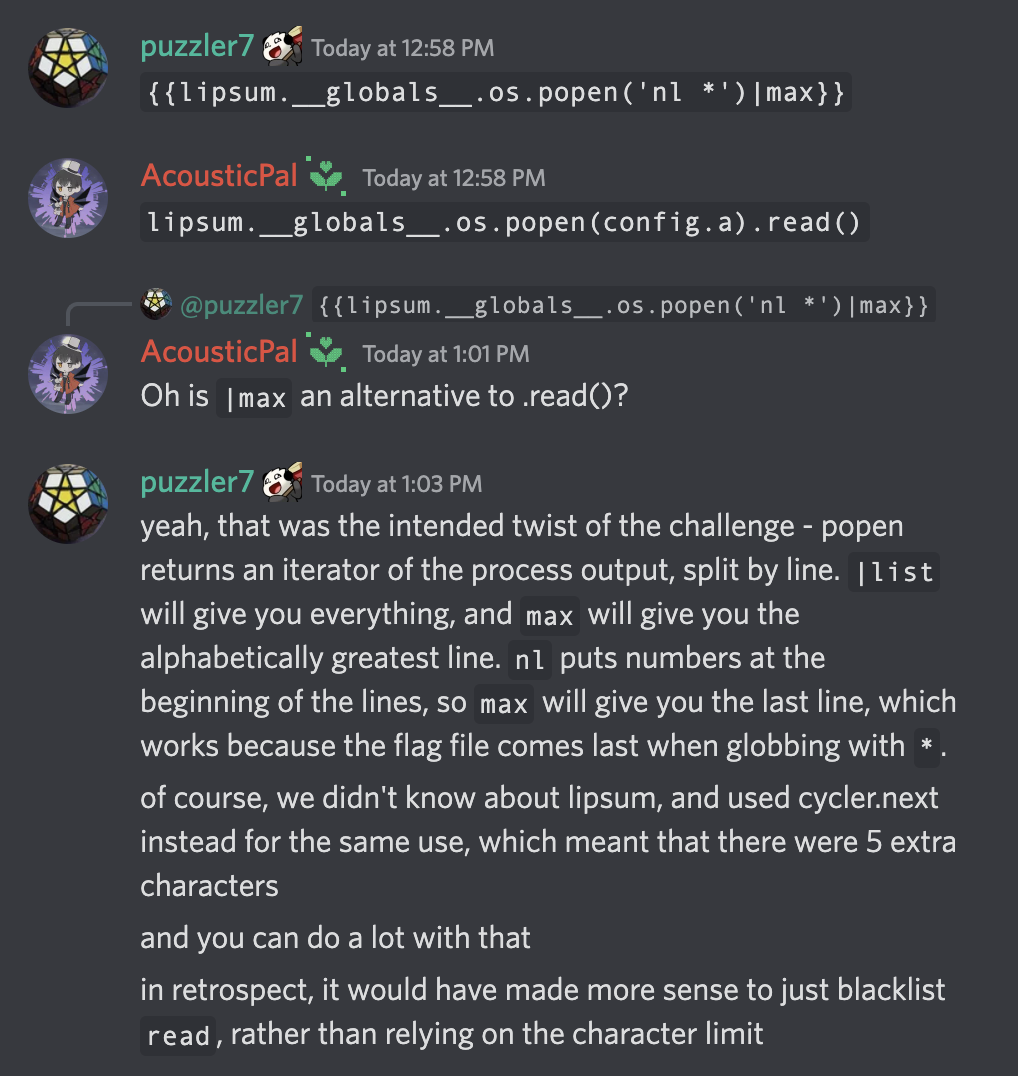 puzzler7 Today at 12:58 PM
{{lipsum.__globals__.os.popen('nl *')|max}}
AcousticPal Today at 12:58 PM
lipsum.__globals__.os.popen(config.a).read()
@puzzler7 {{lipsum.__globals__.os.popen('nl *')|max}}
AcousticPal Today at 1:01 PM
Oh is |max an alternative to .read()?
puzzler7 Today at 1:03 PM
yeah, that was the intended twist of the challenge - popen
returns an iterator of the process output, split by line. |list
will give you everything, and max will give you the
alphabetically greatest line. nl puts numbers at the
beginning of the lines, so max will give you the last line, which
works because the flag file comes last when globbing with *.
of course, we didn't know about lipsum, and used cycler.next
instead for the same use, which meant that there were 5 extra
characters
and you can do a lot with that
in retrospect, it would have made more sense to just blacklist
read, rather than relying on the character limit